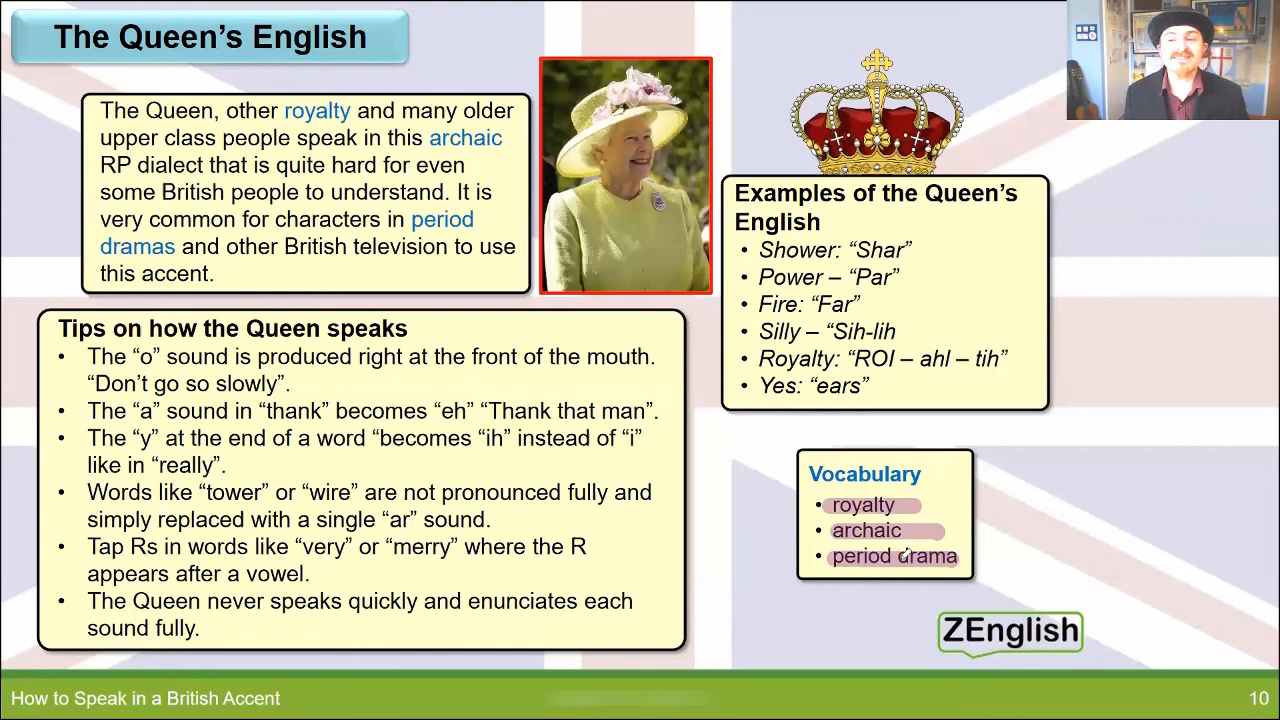 The Queen's English
The Queen, other royalty and many older
upper class people speak in this archaic
RP dialect that is quite hard for even
some British people to understand. It is
very common for characters in period
dramas and other British television to use
this accent.
Tips on how the Queen speaks
• The “o” sound is produced right at the front of the mouth.
“Don’t go so slowly”.
• The “a” sound in “thank” becomes “eh” “Thank that man”.
• The “y” at the end of a word “becomes “ih” instead of “i”
like in “really”.
• Words like “tower” or “wire” are not pronounced fully and
simply replaced with a single “ar” sound.
• Tap Rs in words like “very” or “merry” where the R
appears after a vowel.
• The Queen never speaks quickly and enunciates each
sound fully.
Examples of the Queen’s
English
• Shower: “Shar”
• Power – “Par”
• Fire: “Far”
• Silly – “Sih-lih
• Royalty: “ROI – ahl – tih”
• Yes: “ears”
Vocabulary
• royalty
• archaic
• period drama
ZEnglish
How to Speak in a British Accent
10